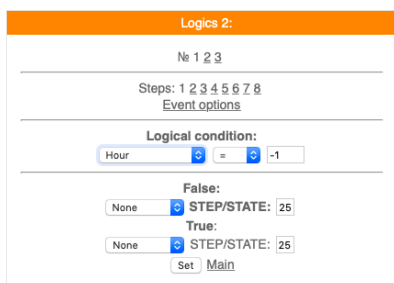 Logics 2:
№ 1 2 3
Steps: 1 2 3 4 5 6 7 8
Event options
Logical condition:
Hour = -1
False:
None STEP/STATE: 25
True:
None STEP/STATE: 25
Set Main